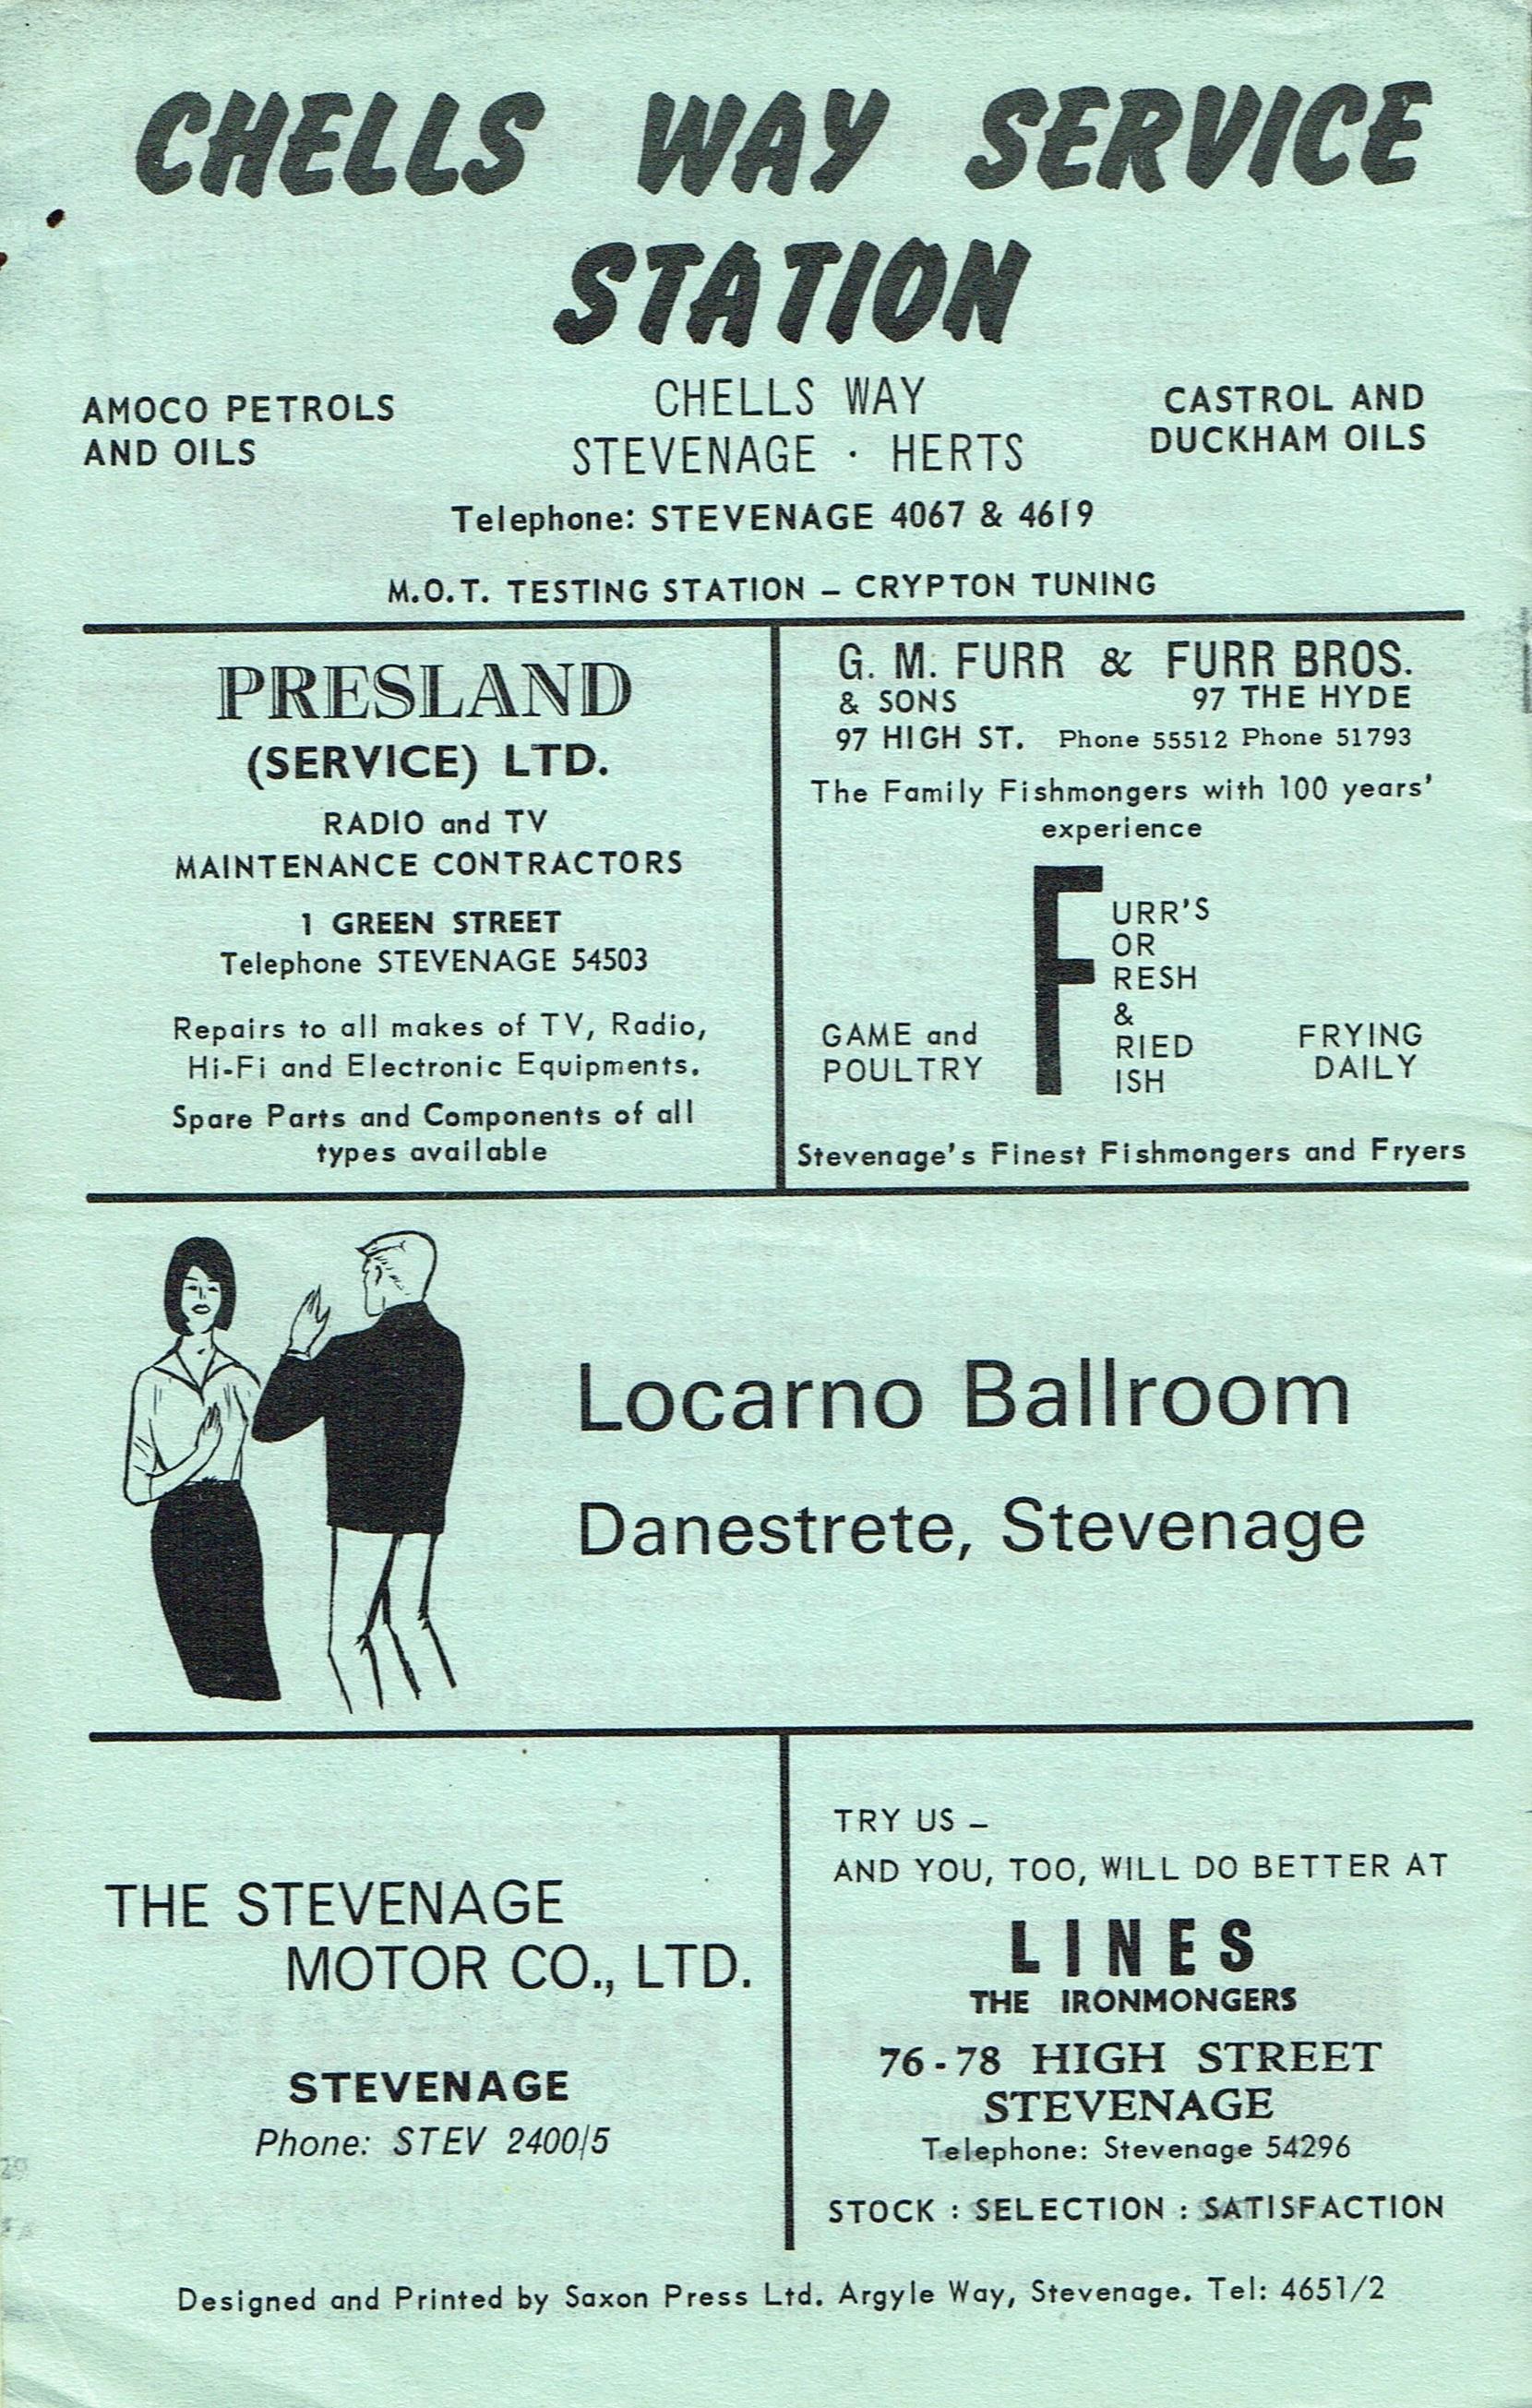 CHELLS WAY SERVICE
STATION
AMOCO PETROLS
AND OILS
CHELLS WAY
STEVENAGE · HERTS
CASTROL AND
DUCKHAM OILS
Telephone: STEVENAGE 4067 & 4619
M.O.T. TESTING STATION – CRYPTON TUNING
PRESLAND
(SERVICE) LTD.
RADIO and TV
MAINTENANCE CONTRACTORS
1 GREEN STREET
Telephone STEVENAGE 54503
Repairs to all makes of TV, Radio,
Hi-Fi and Electronic Equipments.
Spare Parts and Components of all
types available
G. M. FURR & FURR BROS.
& SONS 97 THE HYDE
97 HIGH ST. Phone 55512 Phone 51793
The Family Fishmongers with 100 years'
experience
FURR'S
OR
RESH
&
RIED
ISH
GAME and
POULTRY
FRYING
DAILY
Stevenage's Finest Fishmongers and Fryers
Locarno Ballroom
Danestrete, Stevenage
THE STEVENAGE
MOTOR CO., LTD.
STEVENAGE
Phone: STEV 2400/5
TRY US –
AND YOU, TOO, WILL DO BETTER AT
LINES
THE IRONMONGERS
76-78 HIGH STREET
STEVENAGE
Telephone: Stevenage 54296
STOCK : SELECTION : SATISFACTION
Designed and Printed by Saxon Press Ltd. Argyle Way, Stevenage. Tel: 4651/2